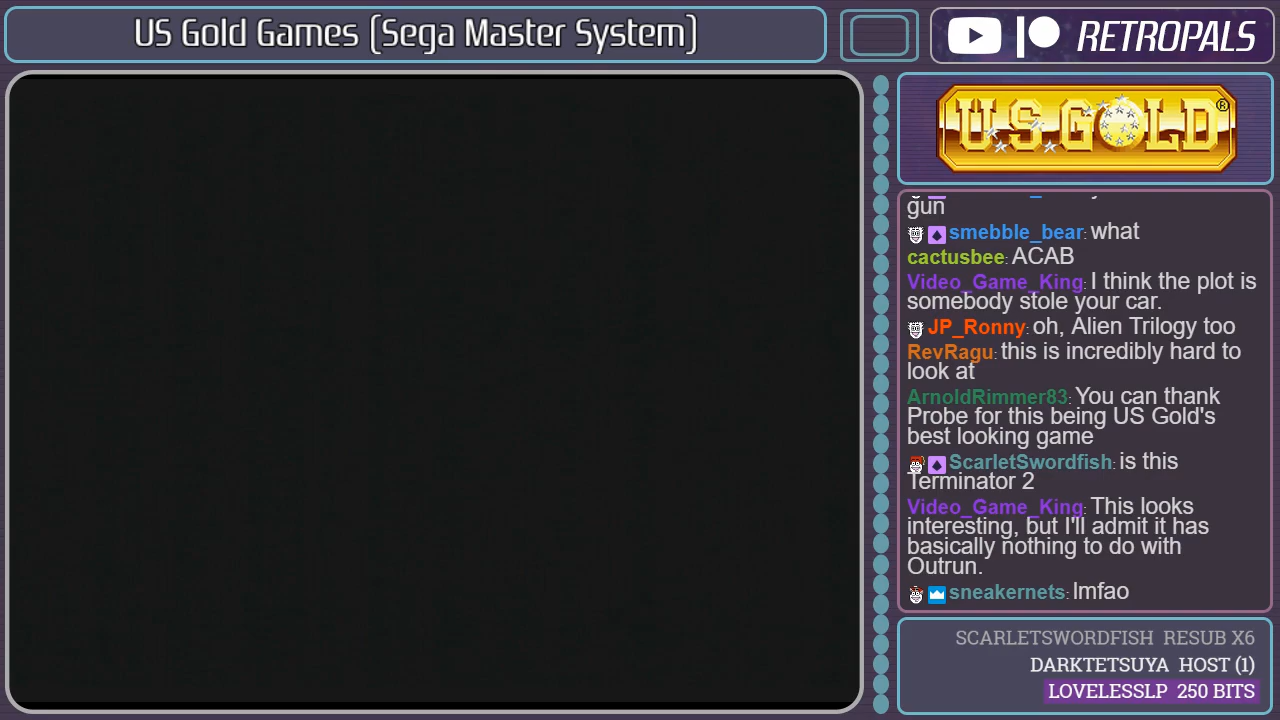 US Gold Games (Sega Master System)
RETROPALS
US GOLD®
gun
smebble_bear: what
cactusbee: ACAB
Video_Game_King: I think the plot is
somebody stole your car.
JP_Ronny: oh, Alien Trilogy too
RevRagu: this is incredibly hard to
look at
ArnoldRimmer83: You can thank
Probe for this being US Gold's
best looking game
ScarletSwordfish: is this
Terminator 2
Video_Game_King: This looks
interesting, but I'll admit it has
basically nothing to do with
Outrun.
sneakernets: lmfao
SCARLETSWORDFISH RESUB X6
DARKTETSUYA HOST (1)
LOVELESSLP 250 BITS